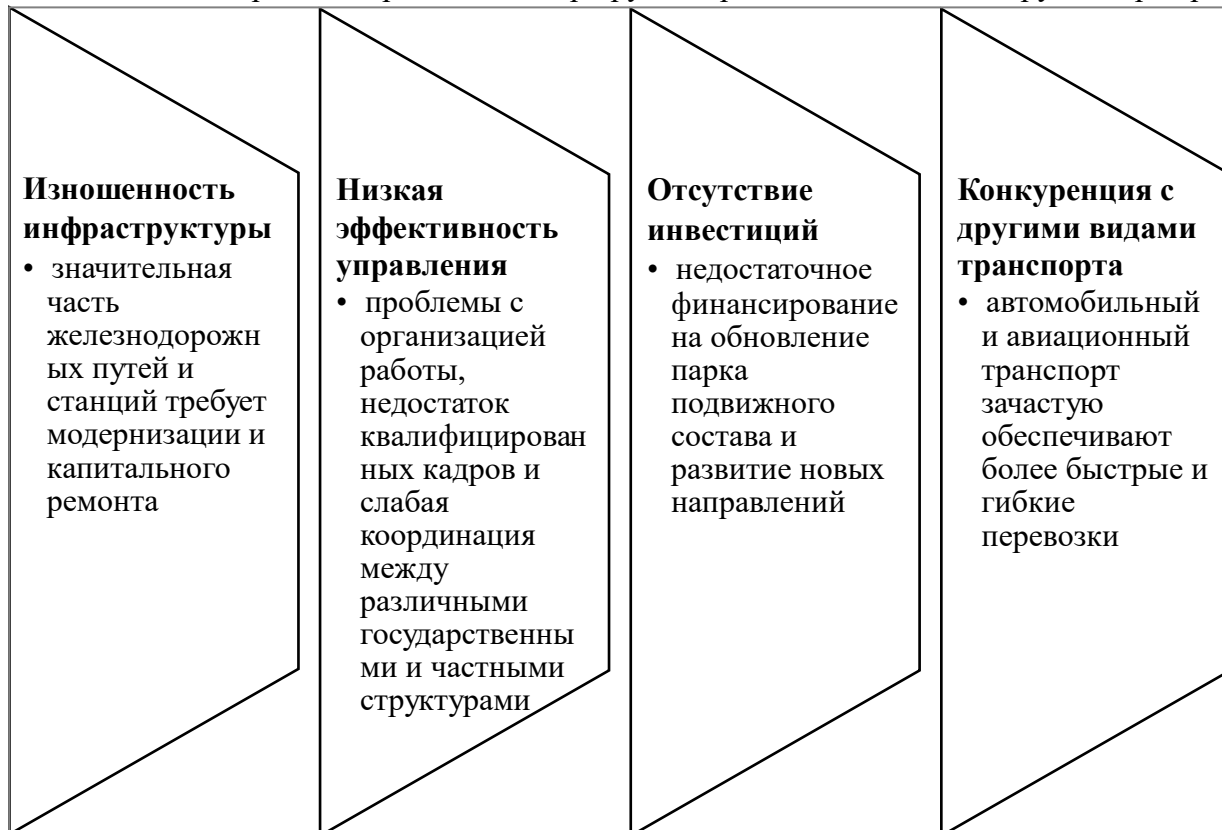 Изношенность
инфраструктуры
• значительная
часть
железнодорожн
ых путей и
станций требует
модернизации и
капитального
ремонта
Низкая
эффективность
управления
• проблемы с
организацией
работы,
недостаток
квалифицирован
ных кадров и
слабая
координация
между
различными
государственны
ми и частными
структурами
Отсутствие
инвестиций
• недостаточное
финансирование
на обновление
парка
подвижного
состава и
развитие новых
направлений
Конкуренция с
другими видами
транспорта
• автомобильный
и авиационный
транспорт
зачастую
обеспечивают
более быстрые и
гибкие
перевозки